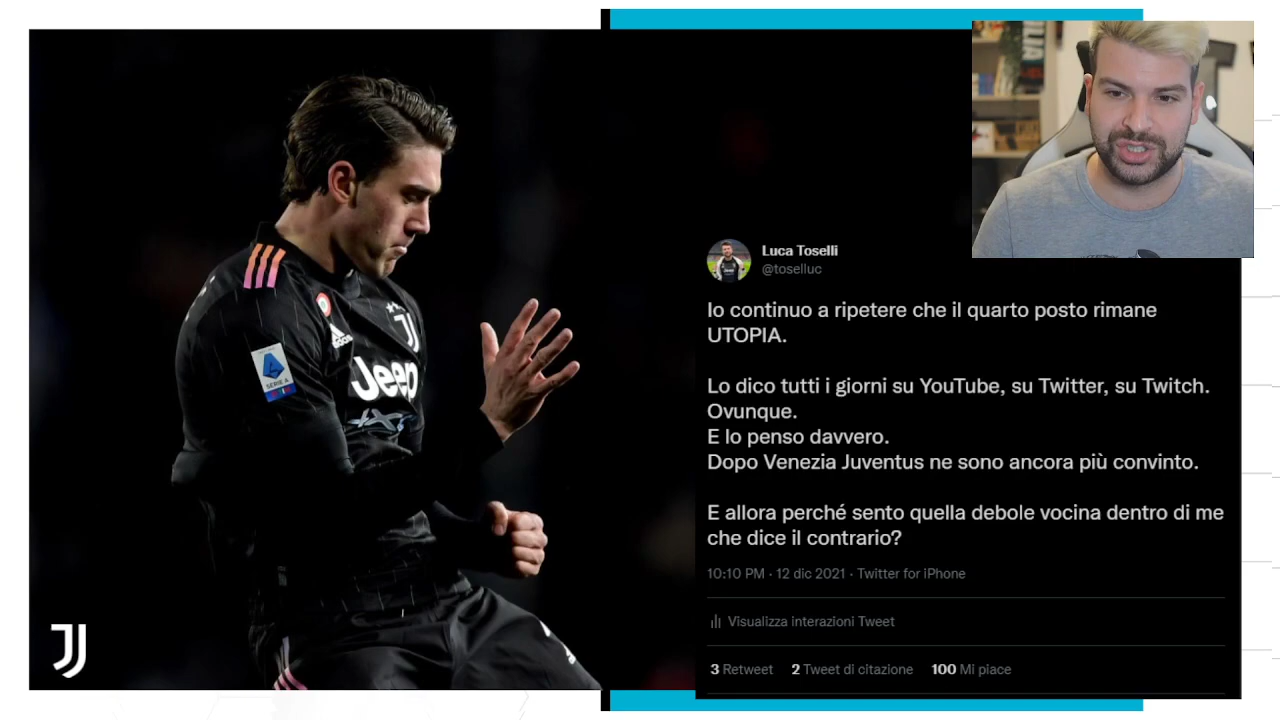 Luca Toselli
@toselluc
Io continuo a ripetere che il quarto posto rimane
UTOPIA.
Lo dico tutti i giorni su YouTube, su Twitter, su Twitch.
Ovunque.
E lo penso davvero.
Dopo Venezia Juventus ne sono ancora più convinto.
E allora perché sento quella debole vocina dentro di me
che dice il contrario?
10:10 PM · 12 dic 2021 · Twitter for iPhone
Visualizza interazioni Tweet
3 Retweet 2 Tweet di citazione 100 Mi piace
adidas
Jeep
SERIE A